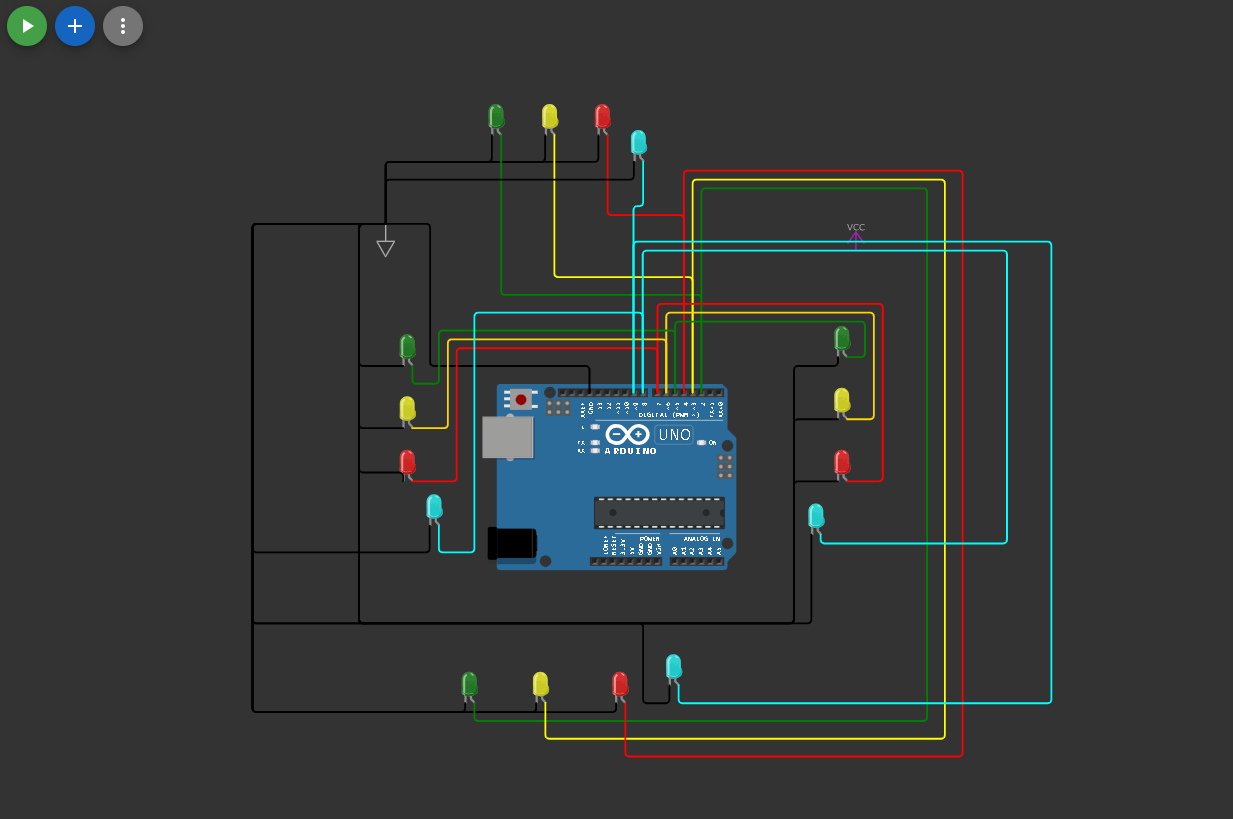 VCC
AREF GND 13 12 ~11 ~10 ~9 8 7 ~6 ~5 4 ~3 2 TX→1 RX←0
DIGITAL (PWM ~)
L
TX
RX
UNO
ON
ARDUINO
POWER
ANALOG IN
IOREF RESET 3.3V 5V GND GND VIN A0 A1 A2 A3 A4 A5